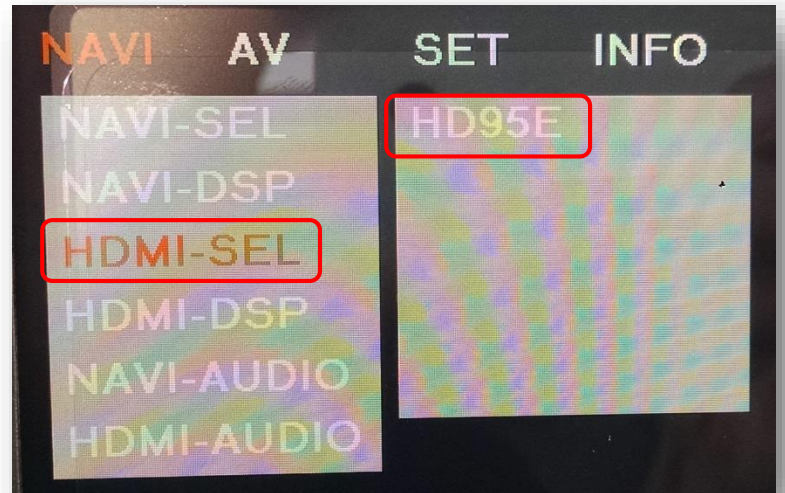 NAVI AV SET INFO
NAVI-SEL
NAVI-DSP
HDMI-SEL
HDMI-DSP
NAVI-AUDIO
HDMI-AUDIO
HD95E